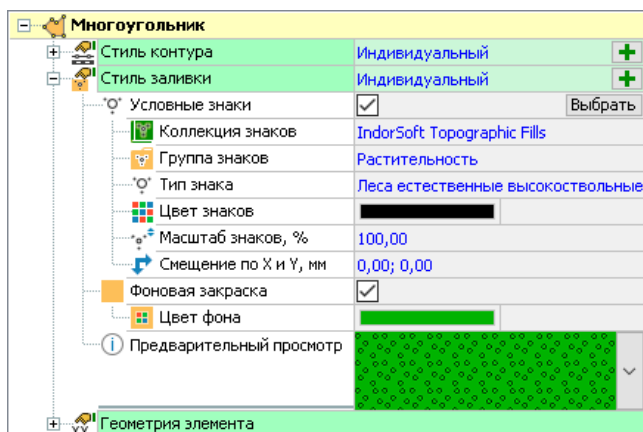 Многоугольник
Стиль контура Индивидуальный
Стиль заливки Индивидуальный
Условные знаки Выбрать
Коллекция знаков IndorSoft Topographic Fills
Группа знаков Растительность
Тип знака Леса естественные высокоствольные
Цвет знаков
Масштаб знаков, % 100,00
Смещение по X и Y, мм 0,00; 0,00
Фоновая закраска
Цвет фона
Предварительный просмотр
Геометрия элемента